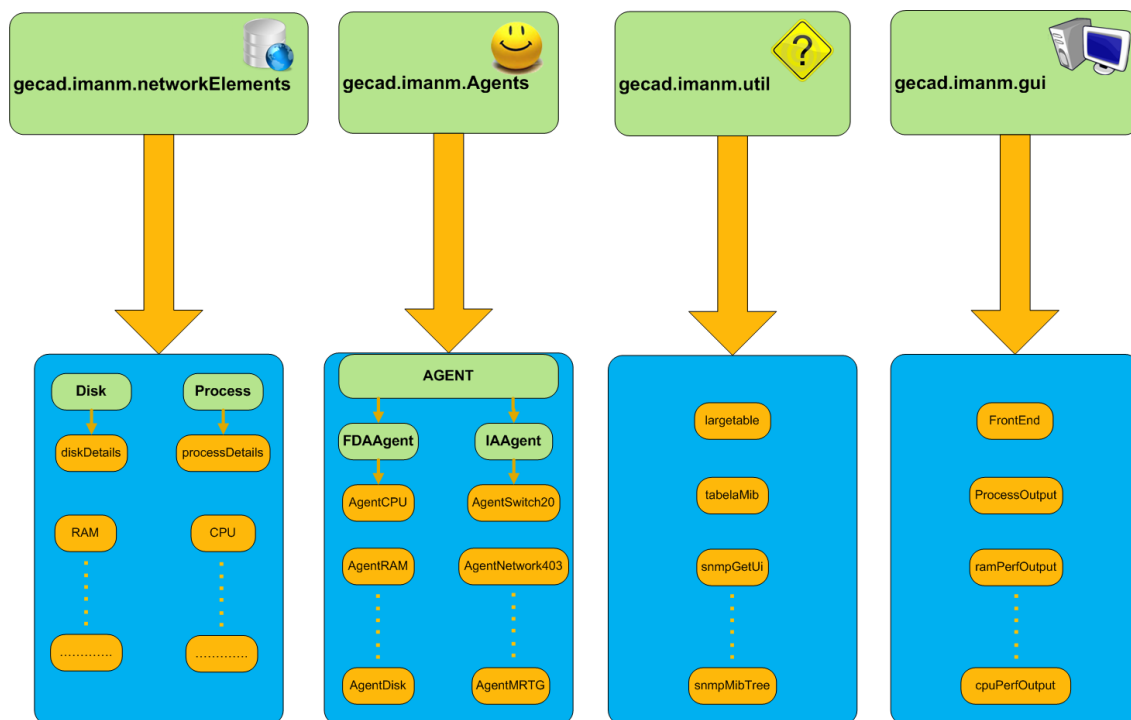 gecad.imanm.networkElements
gecad.imanm.Agents
gecad.imanm.util
?
gecad.imanm.gui
Disk
Process
diskDetails
processDetails
RAM
CPU
.............
.............
AGENT
FDAAgent
IAAgent
AgentCPU
AgentSwitch20
AgentRAM
AgentNetwork403
AgentDisk
AgentMRTG
largetable
tabelaMib
snmpGetUi
snmpMibTree
FrontEnd
ProcessOutput
ramPerfOutput
cpuPerfOutput